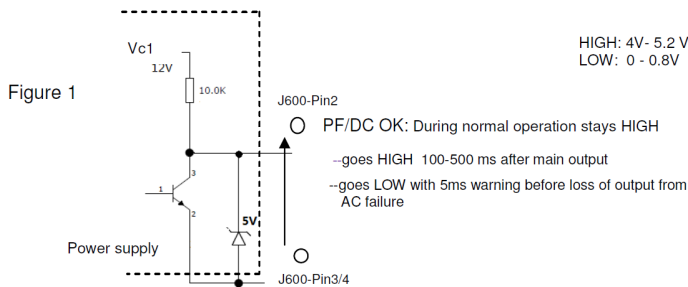 Vc1
12V
HIGH: 4V- 5.2 V
LOW: 0 - 0.8V
Figure 1
10.0K
J600-Pin2
PF/DC OK: During normal operation stays HIGH
--goes HIGH 100-500 ms after main output
3
--goes LOW with 5ms warning before loss of output from
AC failure
1
2
5V
Power supply
J600-Pin3/4